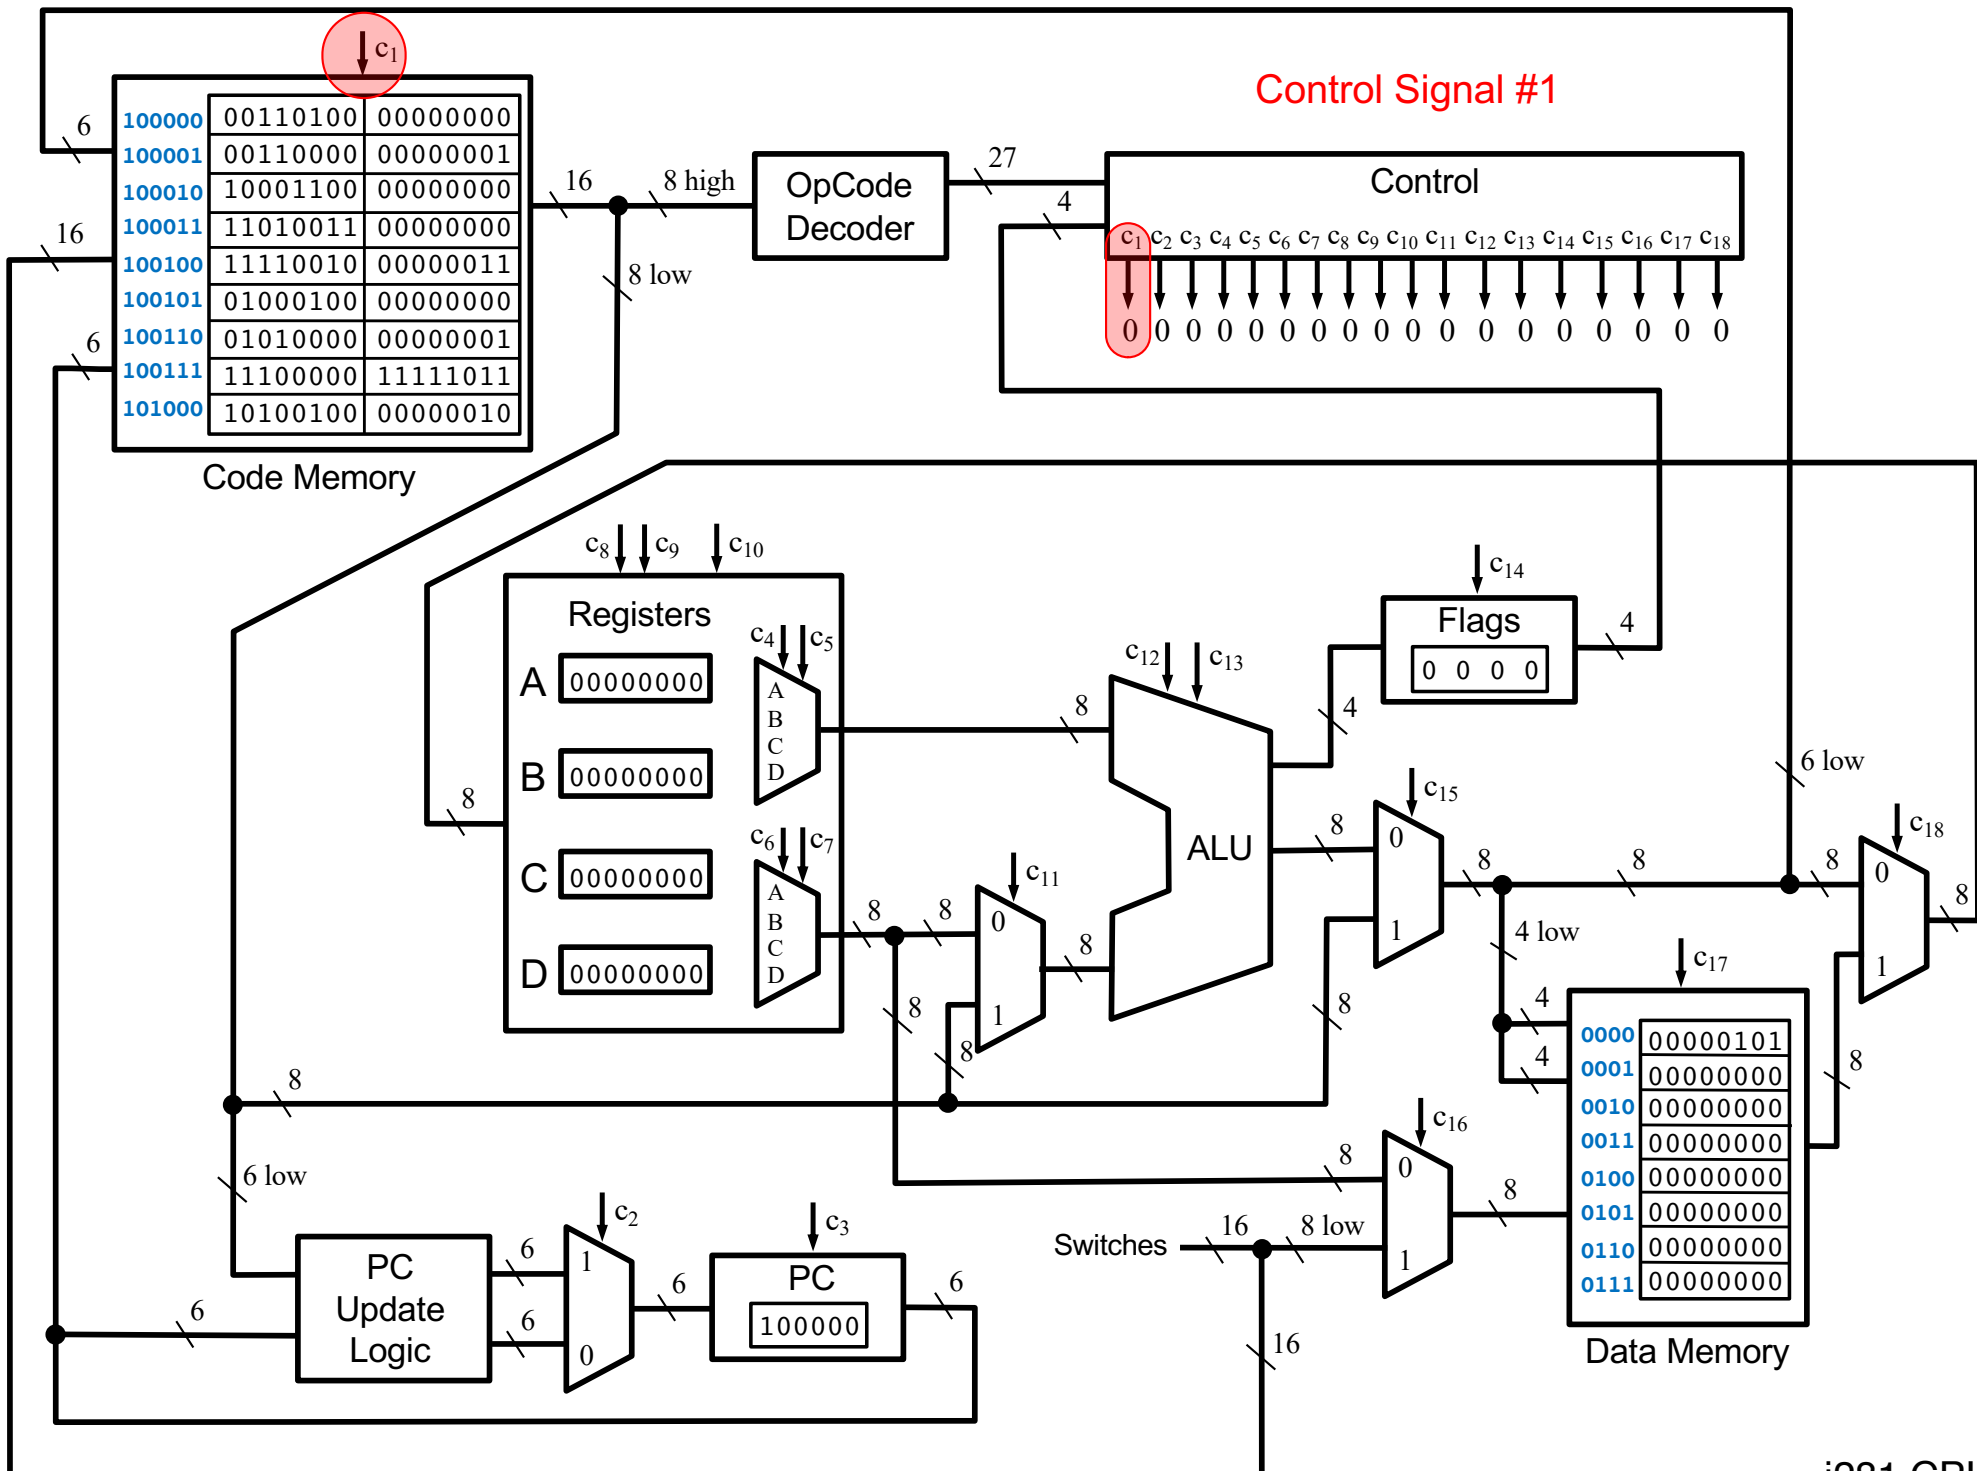 c1
Control Signal #1
100000 00110100 00000000
100001 00110000 00000001
100010 10001100 00000000
100011 11010011 00000000
100100 11110010 00000011
100101 01000100 00000000
100110 01010000 00000001
100111 11100000 11111011
101000 10100100 00000010
Code Memory
6
16
6
16
8 high
8 low
OpCode
Decoder
27
4
Control
c1 c2 c3 c4 c5 c6 c7 c8 c9 c10 c11 c12 c13 c14 c15 c16 c17 c18
0 0 0 0 0 0 0 0 0 0 0 0 0 0 0 0 0 0
c8 c9 c10
Registers
A 00000000
B 00000000
C 00000000
D 00000000
c4 c5
A
B
C
D
c6 c7
A
B
C
D
8
8
8
8
8
8
8
c11
0
1
8
c12 c13
ALU
c14
Flags
0 0 0 0
4
4
8
c15
0
1
8
8
8
8
6 low
4 low
4
4
c18
0
1
8
c17
0000 00000101
0001 00000000
0010 00000000
0011 00000000
0100 00000000
0101 00000000
0110 00000000
0111 00000000
Data Memory
8
8
c16
0
1
8
Switches
16
8 low
16
6 low
PC
Update
Logic
6
6
6
c2
1
0
6
c3
PC
100000
6